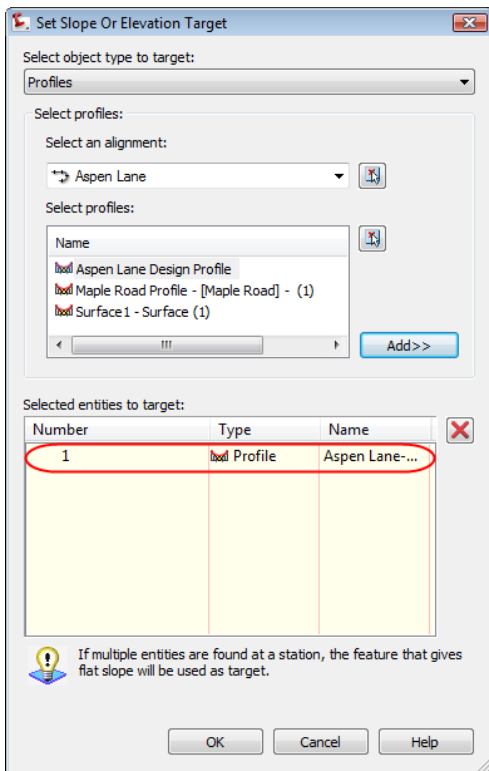 Set Slope Or Elevation Target
Select object type to target:
Profiles
Select profiles:
Select an alignment:
Aspen Lane
Select profiles:
Name
Aspen Lane Design Profile
Maple Road Profile - [Maple Road] - (1)
Surface1 - Surface (1)
Add>>
Selected entities to target:
Number Type Name
1 Profile Aspen Lane-...
If multiple entities are found at a station, the feature that gives
flat slope will be used as target.
OK Cancel Help